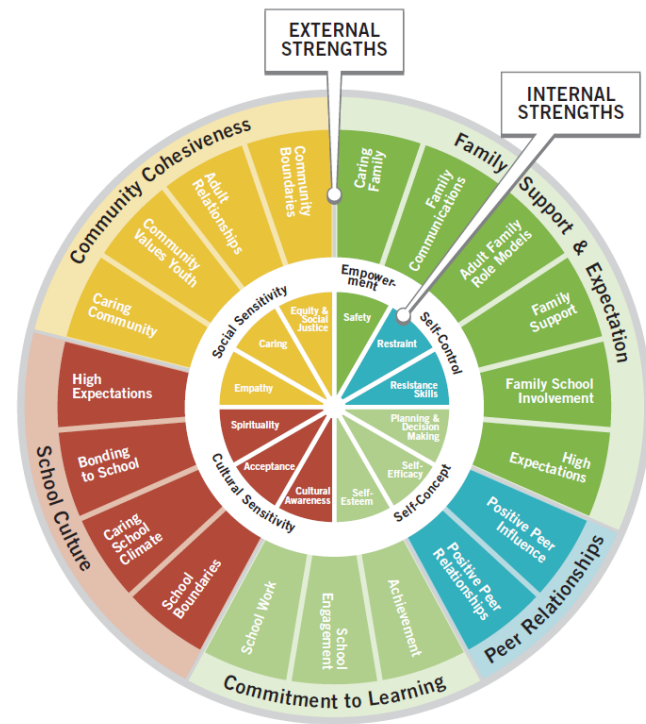 EXTERNAL
STRENGTHS
INTERNAL
STRENGTHS
Family Support & Expectation
Caring
Family
Family
Communications
Adult Family
Role Models
Family
Support
Family School
Involvement
High
Expectations
Peer Relationships
Positive Peer
Influence
Positive Peer
Relationships
Commitment to Learning
Achievement
School
Engagement
School Work
School Culture
School
Boundaries
Caring
School
Climate
Bonding
to School
High
Expectations
Community Cohesiveness
Caring
Community
Community
Values Youth
Adult
Relationships
Community
Boundaries
Empower-
ment
Safety
Self-Control
Restraint
Resistance
Skills
Self-Concept
Planning &
Decision
Making
Self-
Efficacy
Self-
Esteem
Cultural Sensitivity
Cultural
Awareness
Acceptance
Spirituality
Social Sensitivity
Empathy
Caring
Equity &
Social
Justice